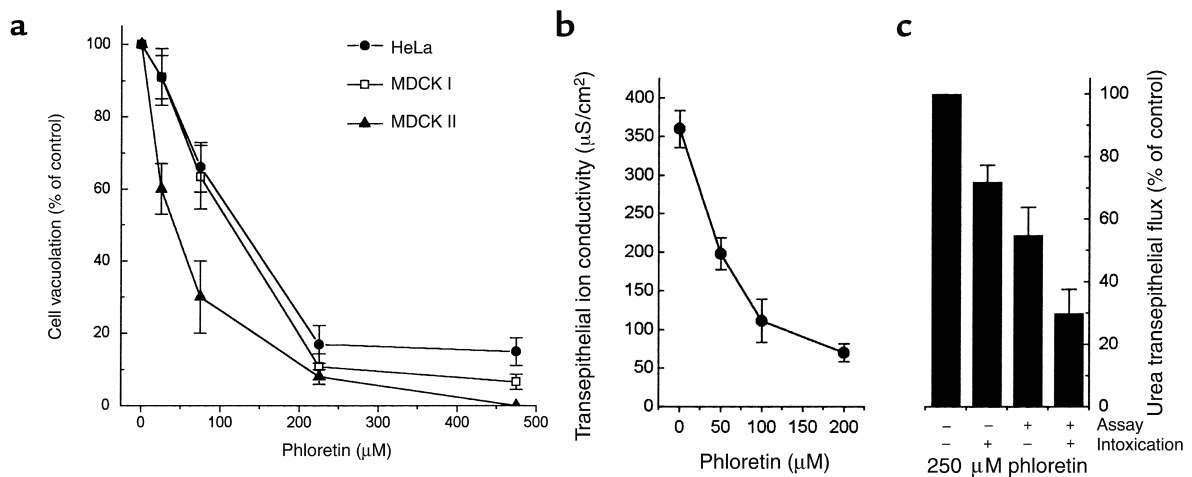 a
Cell vacuolation (% of control)
100
80
60
40
20
0
HeLa
MDCK I
MDCK II
0 100 200 300 400 500
Phloretin (μM)
b
Transepithelial ion conductivity (μS/cm²)
400
350
300
250
200
150
100
50
0
0 50 100 150 200
Phloretin (μM)
c
100
80
60
40
20
0
Urea transepithelial flux (% of control)
– – + + Assay
– + – + Intoxication
250 μM phloretin